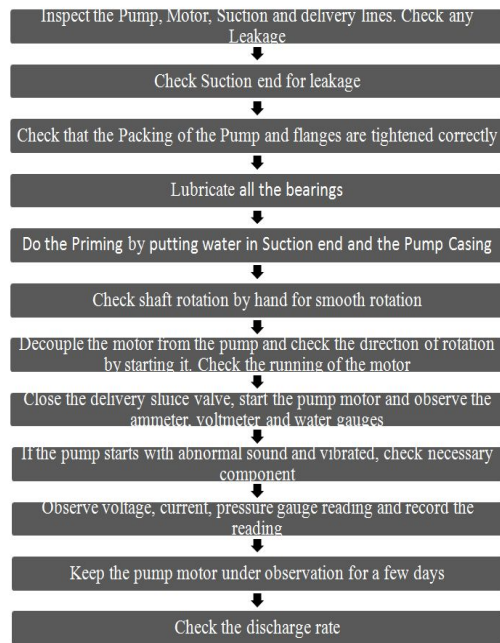 Inspect the Pump, Motor, Suction and delivery lines. Check any
Leakage
Check Suction end for leakage
Check that the Packing of the Pump and flanges are tightened correctly
Lubricate all the bearings
Do the Priming by putting water in Suction end and the Pump Casing
Check shaft rotation by hand for smooth rotation
Decouple the motor from the pump and check the direction of rotation
by starting it. Check the running of the motor
Close the delivery sluice valve, start the pump motor and observe the
ammeter, voltmeter and water gauges
If the pump starts with abnormal sound and vibrated, check necessary
component
Observe voltage, current, pressure gauge reading and record the
reading
Keep the pump motor under observation for a few days
Check the discharge rate